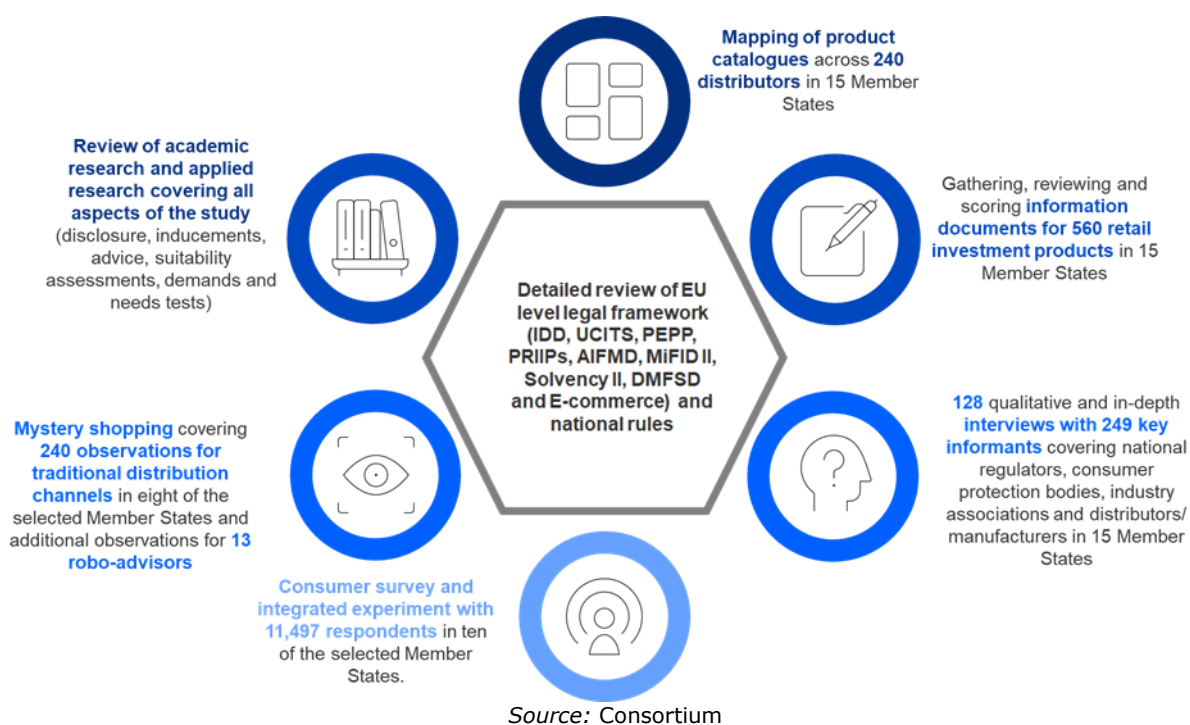 Mapping of product
catalogues across 240
distributors in 15 Member
States
Gathering, reviewing and
scoring information
documents for 560 retail
investment products in 15
Member States
128 qualitative and in-depth
interviews with 249 key
informants covering national
regulators, consumer
protection bodies, industry
associations and distributors/
manufacturers in 15 Member
States
Consumer survey and
integrated experiment with
11,497 respondents in ten
of the selected Member
States.
Mystery shopping covering
240 observations for
traditional distribution
channels in eight of the
selected Member States and
additional observations for 13
robo-advisors
Review of academic
research and applied
research covering all
aspects of the study
(disclosure, inducements,
advice, suitability
assessments, demands and
needs tests)
Detailed review of EU
level legal framework
(IDD, UCITS, PEPP,
PRIIPs, AIFMD, MiFID II,
Solvency II, DMFSD
and E-commerce) and
national rules
?
Source: Consortium